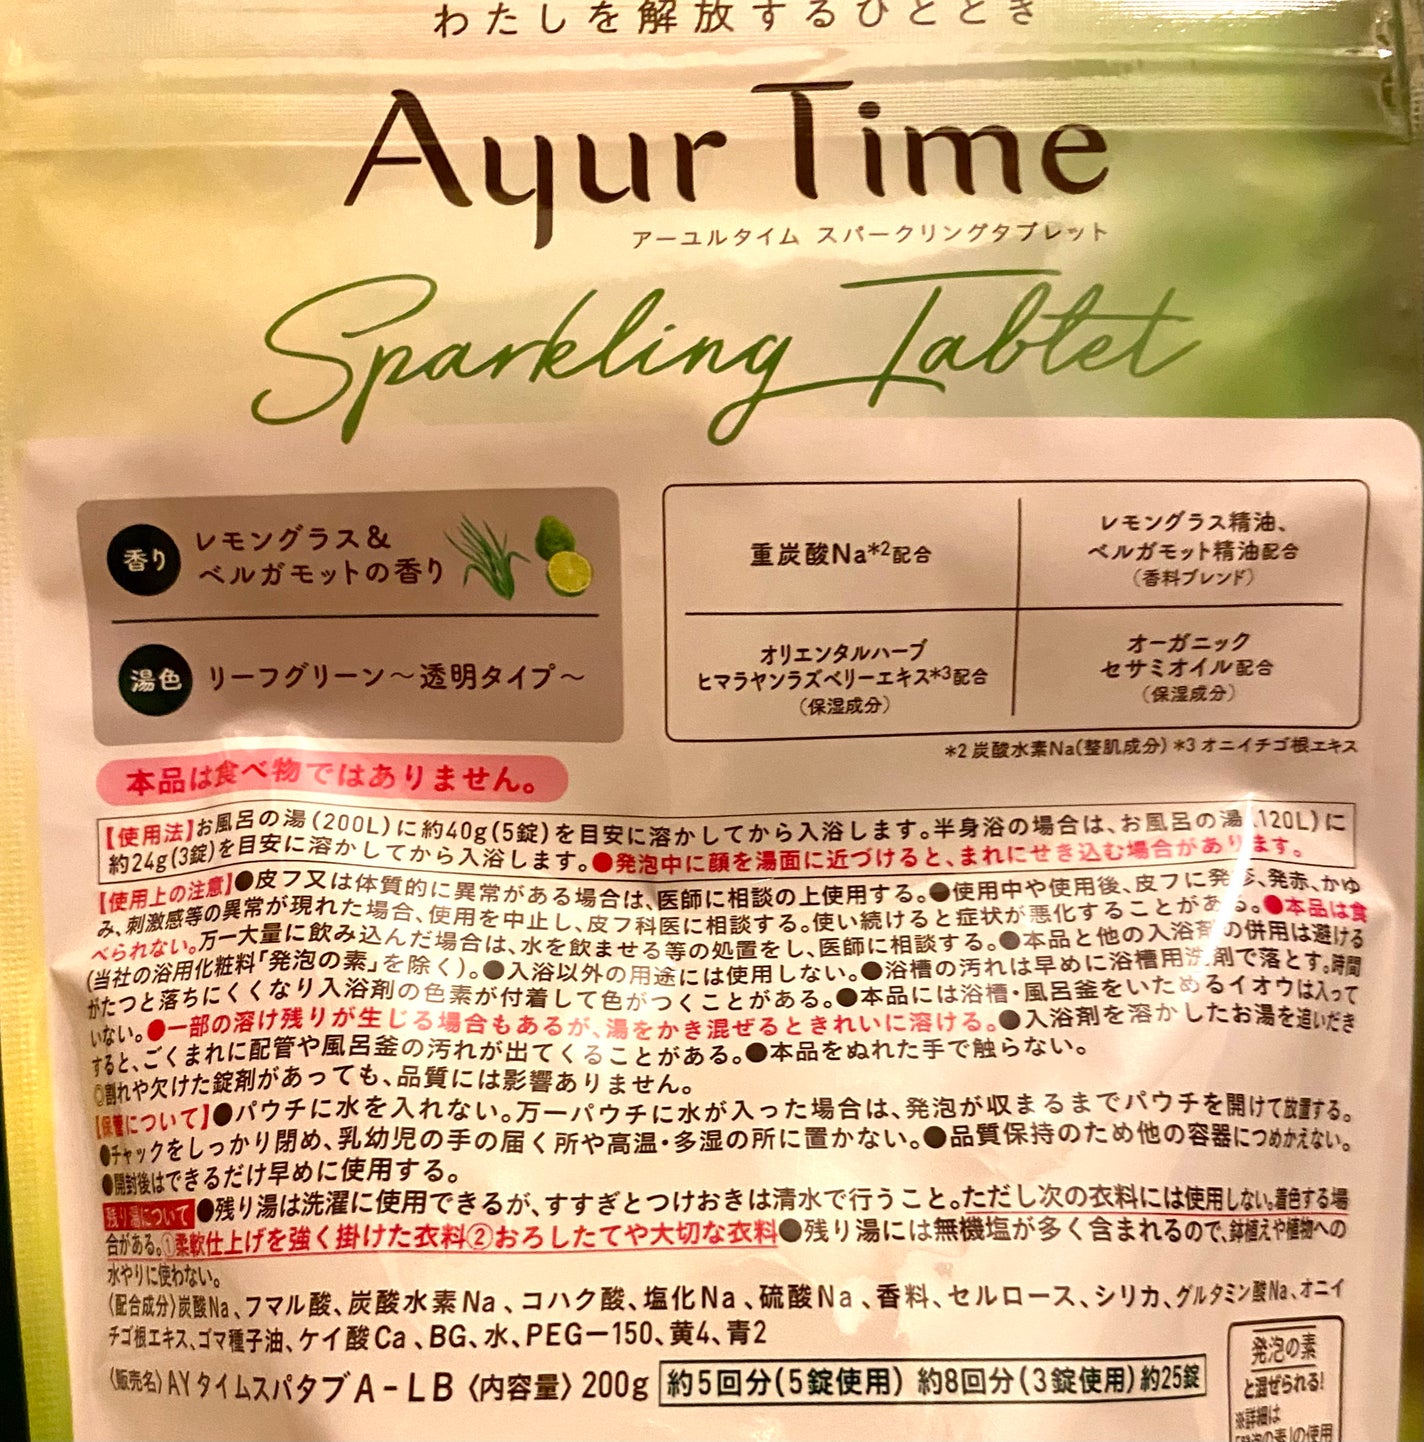 わたしを解放するひととき
Ayur Time
アーユルタイム スパークリングタブレット
Sparkling Tablet
香り
レモングラス&
ベルガモットの香り
湯色
リーフグリーン～透明タイプ～
重炭酸Na*2配合
レモングラス精油、
ベルガモット精油配合
（香料ブレンド）
オリエンタルハーブ
ヒマラヤンラズベリーエキス*3配合
（保湿成分）
オーガニック
セサミオイル配合
（保湿成分）
*2 炭酸水素Na(整肌成分) *3 オニイチゴ根エキス
本品は食べ物ではありません。
【使用法】お風呂の湯(200L)に約40g(5錠)を目安に溶かしてから入浴します。半身浴の場合は、お風呂の湯(120L)に
約24g(3錠)を目安に溶かしてから入浴します。●発泡中に顔を湯面に近づけると、まれにせき込む場合があります。
【使用上の注意】●皮フ又は体質的に異常がある場合は、医師に相談の上使用する。●使用中や使用後、皮フに発疹、発赤、かゆ
み、刺激感等の異常が現れた場合、使用を中止し、皮フ科医に相談する。使い続けると症状が悪化することがある。●本品は食
べられない。万一大量に飲み込んだ場合は、水を飲ませる等の処置をし、医師に相談する。●本品と他の入浴剤の併用は避ける
(当社の浴用化粧料「発泡の素」を除く)。●入浴以外の用途には使用しない。●浴槽の汚れは早めに浴槽用洗剤で落とす。時間
がたつと落ちにくくなり入浴剤の色素が付着して色がつくことがある。●本品には浴槽・風呂釜をいためるイオウは入って
いない。●一部の溶け残りが生じる場合もあるが、湯をかき混ぜるときれいに溶ける。●入浴剤を溶かしたお湯を追いだき
すると、ごくまれに配管や風呂釜の汚れが出てくることがある。●本品をぬれた手で触らない。
◎割れや欠けた錠剤があっても、品質には影響ありません。
【保管について】●パウチに水を入れない。万一パウチに水が入った場合は、発泡が収まるまでパウチを開けて放置する。
●チャックをしっかり閉め、乳幼児の手の届く所や高温・多湿の所に置かない。●品質保持のため他の容器につめかえない。
●開封後はできるだけ早めに使用する。
残り湯について ●残り湯は洗濯に使用できるが、すすぎとつけおきは清水で行うこと。ただし次の衣料には使用しない。着色する場
合がある。①柔軟仕上げを強く掛けた衣料②おろしたてや大切な衣料●残り湯には無機塩が多く含まれるので、鉢植えや植物への
水やりに使わない。
〈配合成分〉炭酸Na、フマル酸、炭酸水素Na、コハク酸、塩化Na、硫酸Na、香料、セルロース、シリカ、グルタミン酸Na、オニイ
チゴ根エキス、ゴマ種子油、ケイ酸Ca、BG、水、PEG－150、黄4、青2
〈販売名〉AYタイムスパタブA－LB〈内容量〉200g 約5回分(5錠使用) 約8回分(3錠使用) 約25錠
発泡の素
と混ぜられる!
※詳細は
「発泡の素」の使用